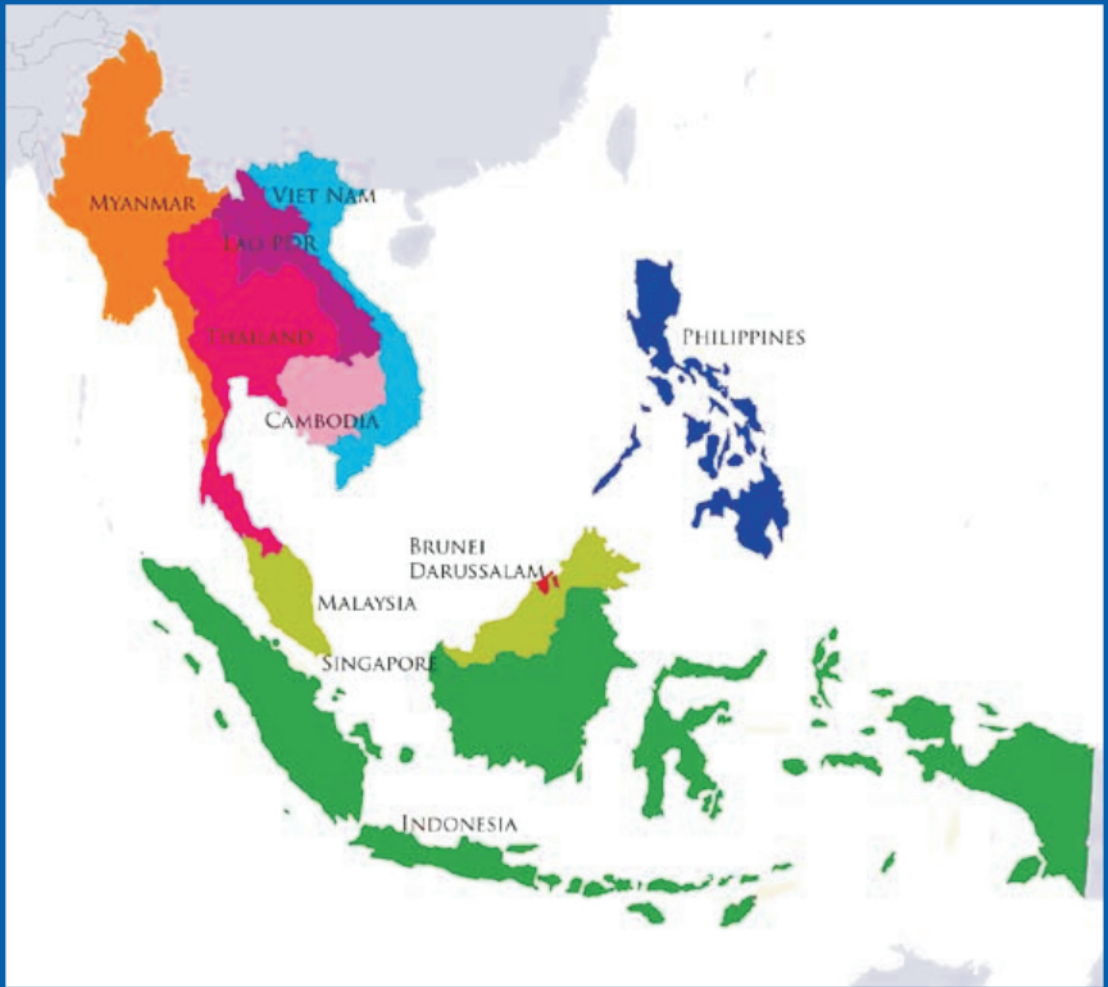 MYANMAR
VIET NAM
LAO PDR
THAILAND
PHILIPPINES
CAMBODIA
BRUNEI
DARUSSALAM
MALAYSIA
SINGAPORE
INDONESIA